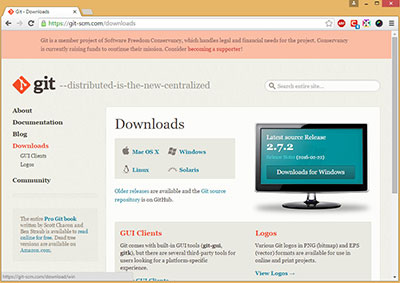 Git - Downloads
https://git-scm.com/downloads
Git is a member project of Software Freedom Conservancy, which handles legal and financial needs for the project. Conservancy
is currently raising funds to continue their mission. Consider becoming a supporter!
git --distributed-is-the-new-centralized
Search entire site...
About
Documentation
Blog
Downloads
GUI Clients
Logos
Community
The entire Pro Git book
written by Scott Chacon and
Ben Straub is available to read
online for free. Dead tree
versions are available on
Amazon.com.
Downloads
Mac OS X
Windows
Linux
Solaris
Older releases are available and the Git source
repository is on GitHub.
Latest source Release
2.7.2
Release Notes (2016-02-22)
Downloads for Windows
GUI Clients
Git comes with built-in GUI tools (git-gui,
gitk), but there are several third-party tools for
users looking for a platform-specific
experience.
GUI Clients
Logos
Various Git logos in PNG (bitmap) and EPS
(vector) formats are available for use in
online and print projects.
View Logos →
https://git-scm.com/download/win